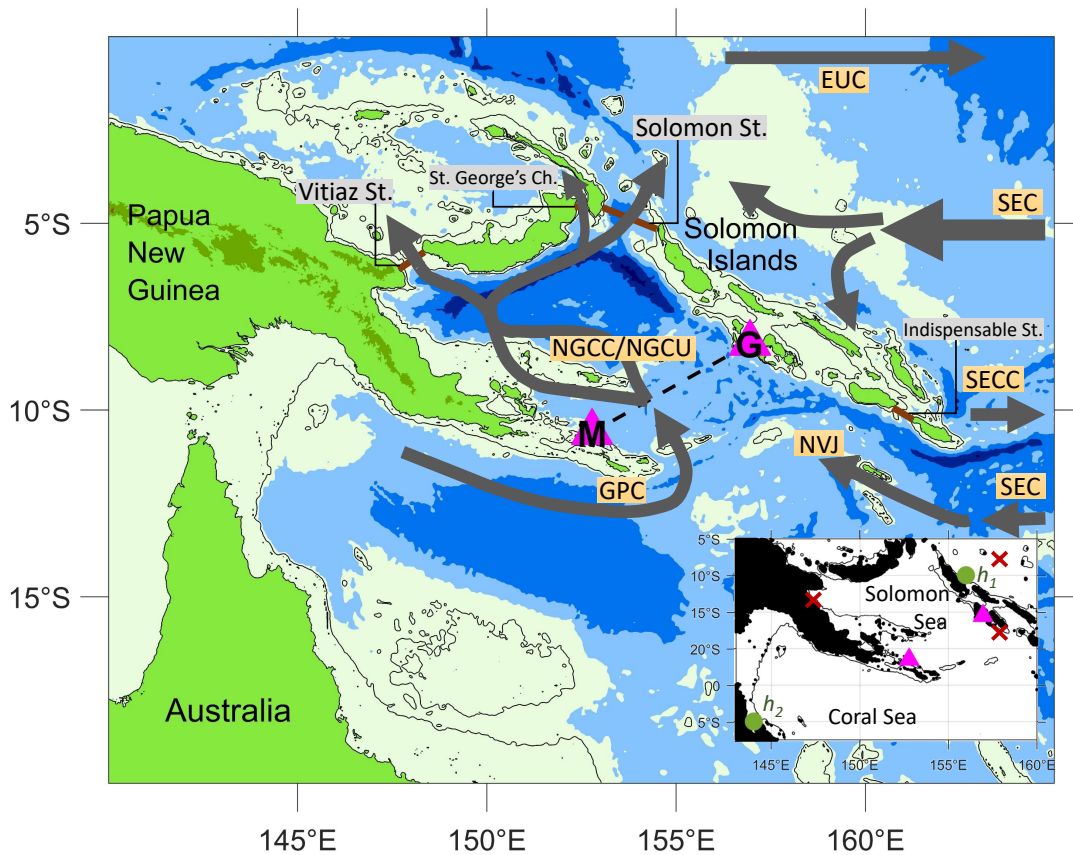 EUC
Solomon St.
St. George's Ch.
Vitiaz St.
SEC
5°S
Papua
New
Guinea
Solomon
Islands
Indispensable St.
G
NGCC/NGCU
SECC
10°S
M
NVJ
GPC
SEC
5°S
10°S
15°S
20°S
00
5°S
h1
Solomon
Sea
h2
Coral Sea
145°E
150°E
155°E
160°E
15°S
Australia
145°E
150°E
155°E
160°E